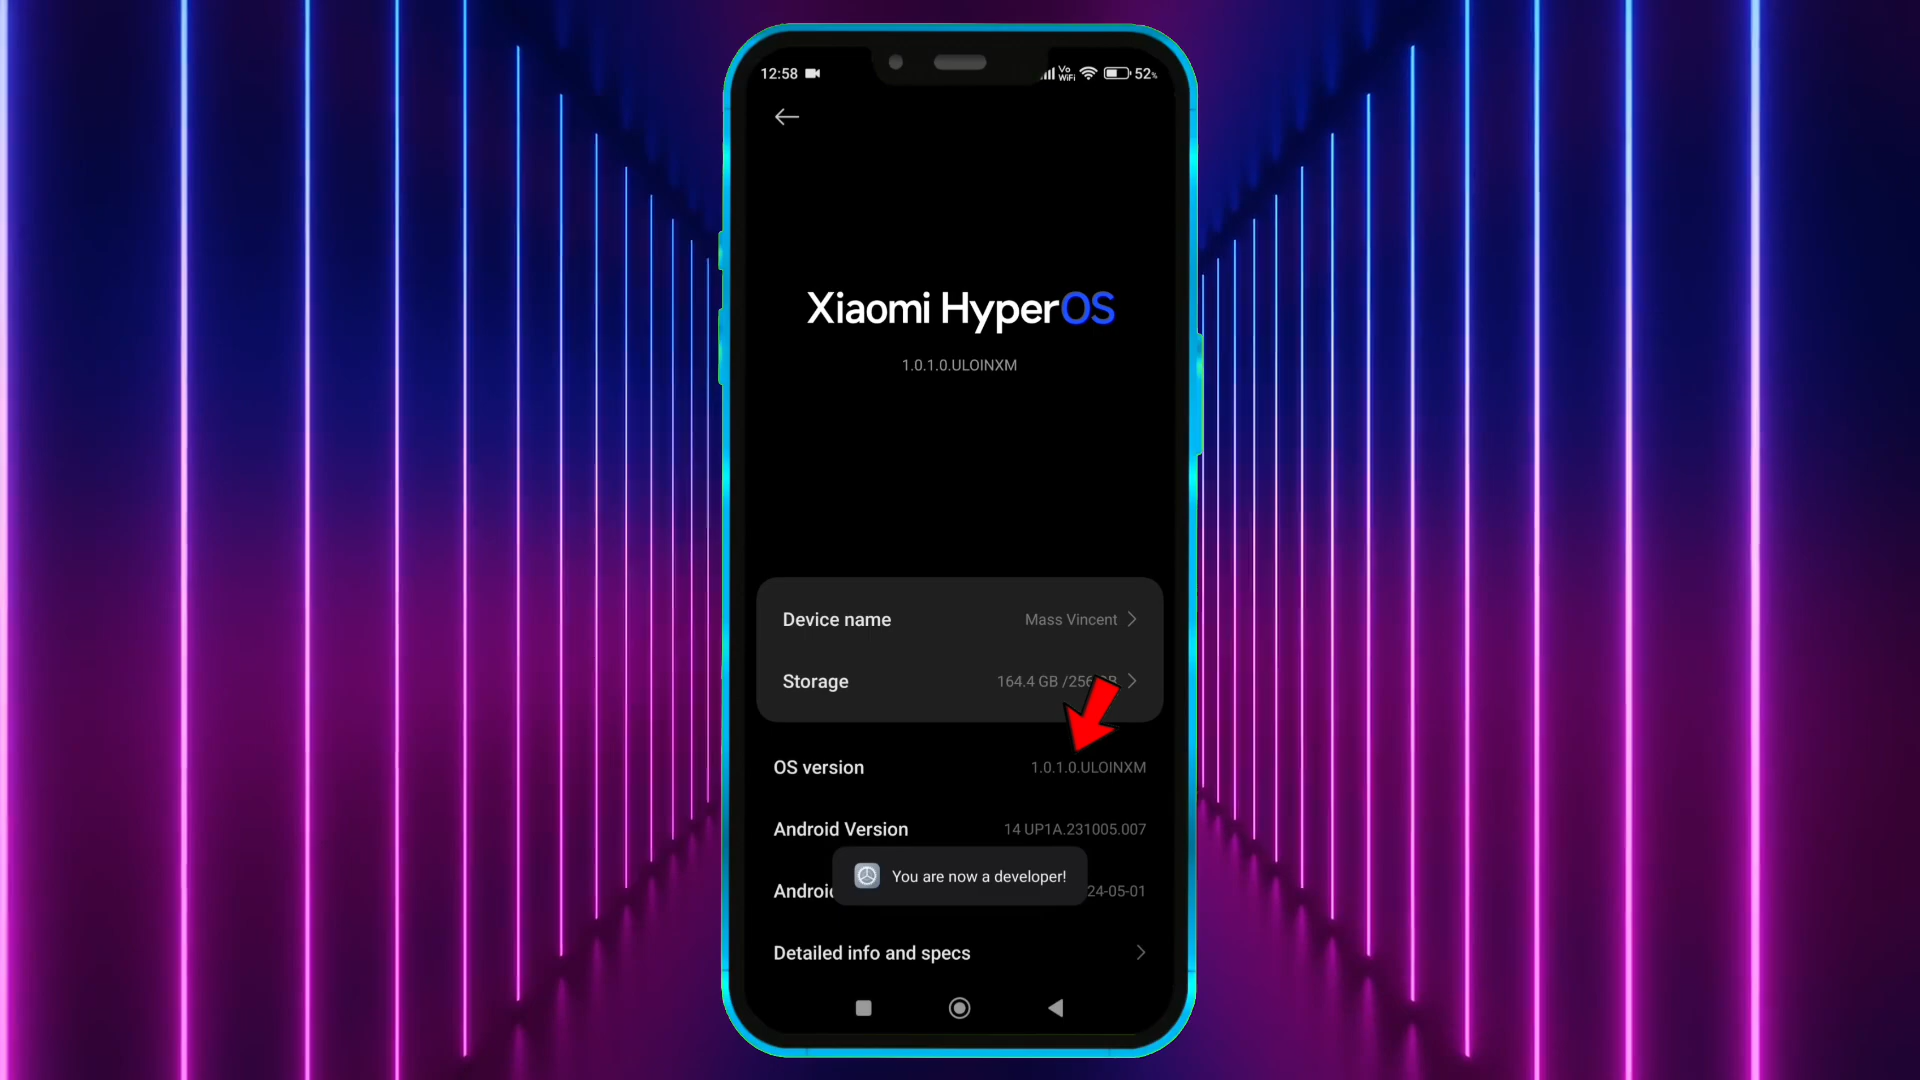 12:58
Vo
WiFi
52%
Xiaomi HyperOS
1.0.1.0.ULOINXM
Device name
Mass Vincent
Storage
164.4 GB /256
OS version
1.0.1.0.ULOINXM
Android Version
14 UP1A.231005.007
You are now a developer!
24-05-01
Detailed info and specs